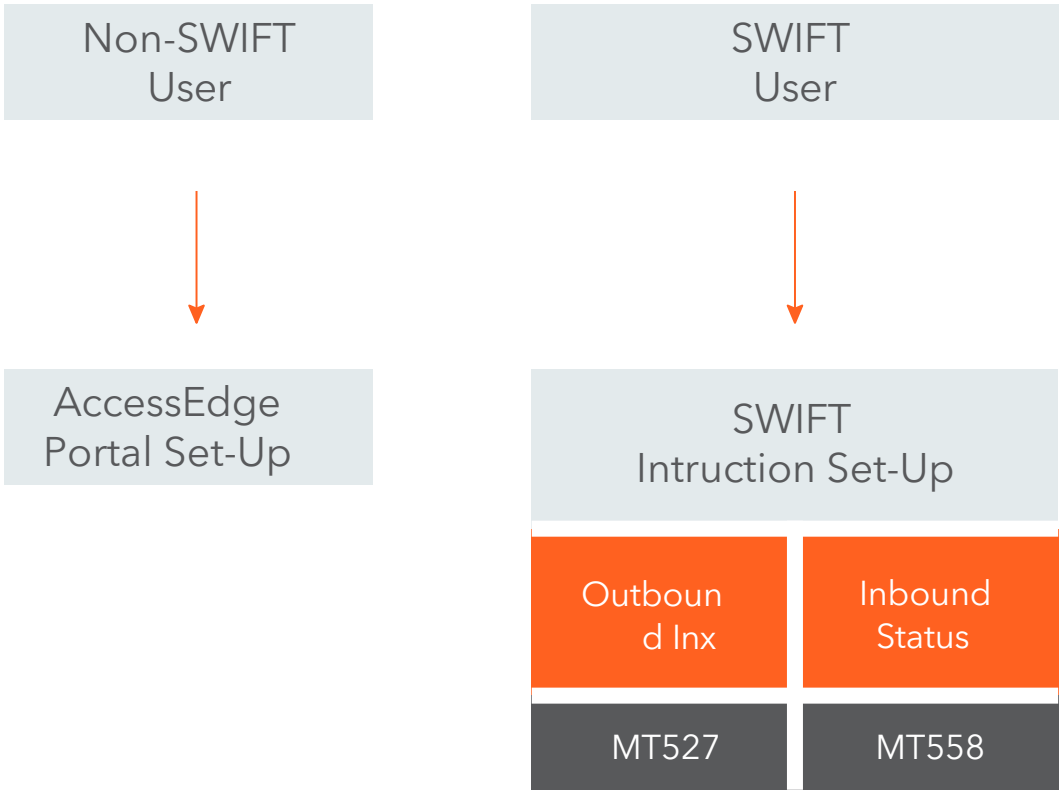 Non-SWIFT
User
SWIFT
User
AccessEdge
Portal Set-Up
SWIFT
Intruction Set-Up
Outboun
d Inx
Inbound
Status
MT527
MT558